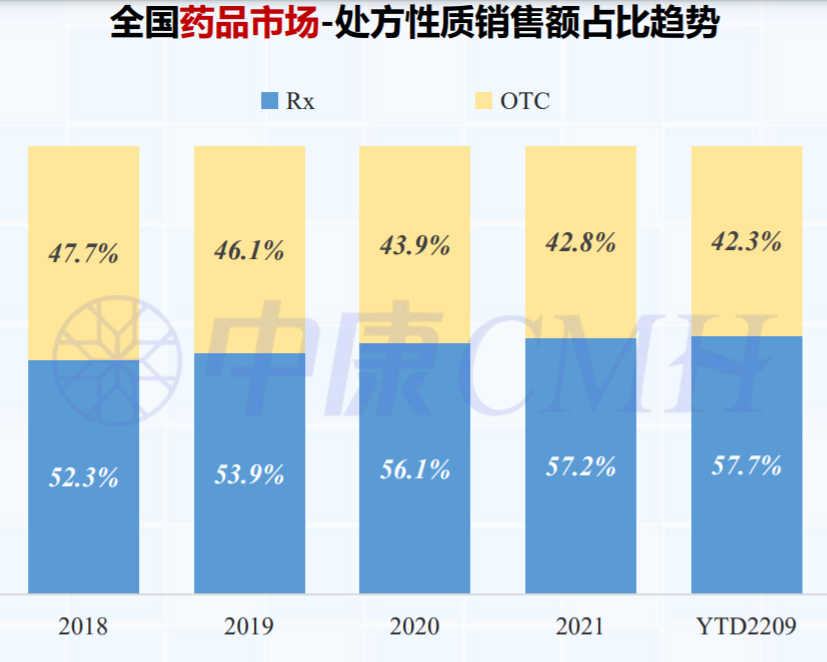 全国药品市场-处方性质销售额占比趋势
Rx OTC
47.7% 46.1% 43.9% 42.8% 42.3%
中康CMH
52.3% 53.9% 56.1% 57.2% 57.7%
2018 2019 2020 2021 YTD2209